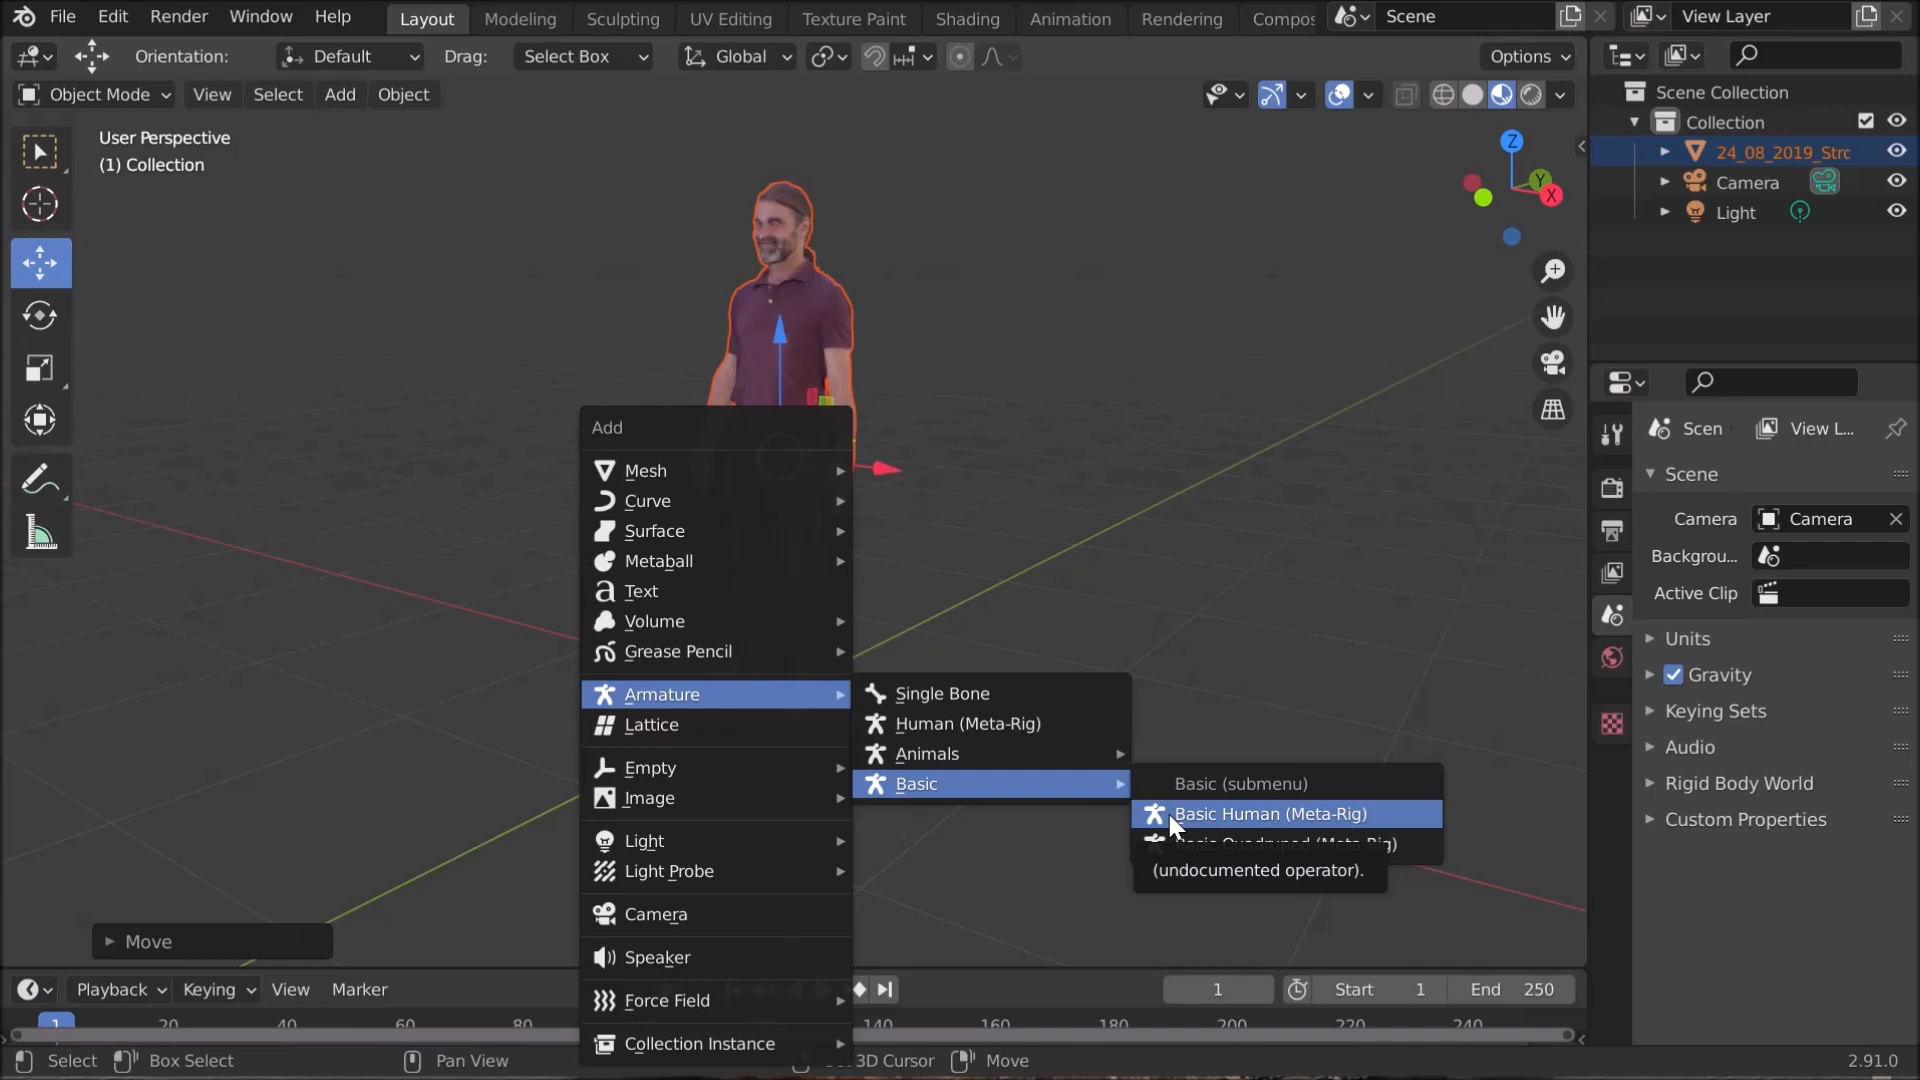 File Edit Render Window Help Layout Modeling Sculpting UV Editing Texture Paint Shading Animation Rendering Compos Scene View Layer
Orientation: Default Drag: Select Box Global Options
Object Mode View Select Add Object
User Perspective
(1) Collection
Z
Y
X
Scene Collection
Collection
24_08_2019_Strc
Camera
Light
Add
Mesh
Curve
Surface
Metaball
Text
Volume
Grease Pencil
Armature
Lattice
Empty
Image
Light
Light Probe
Camera
Speaker
Force Field
Collection Instance
Single Bone
Human (Meta-Rig)
Animals
Basic
Basic (submenu)
Basic Human (Meta-Rig)
Basic Quadruped (Meta-Rig)
(undocumented operator).
Scen View L...
Scene
Camera Camera
Backgrou...
Active Clip
Units
Gravity
Keying Sets
Audio
Rigid Body World
Custom Properties
Move
Playback Keying View Marker 1 Start 1 End 250
1 20 40 60 80 140 160 180 200 220 240
Select Box Select Pan View 3D Cursor Move 2.91.0